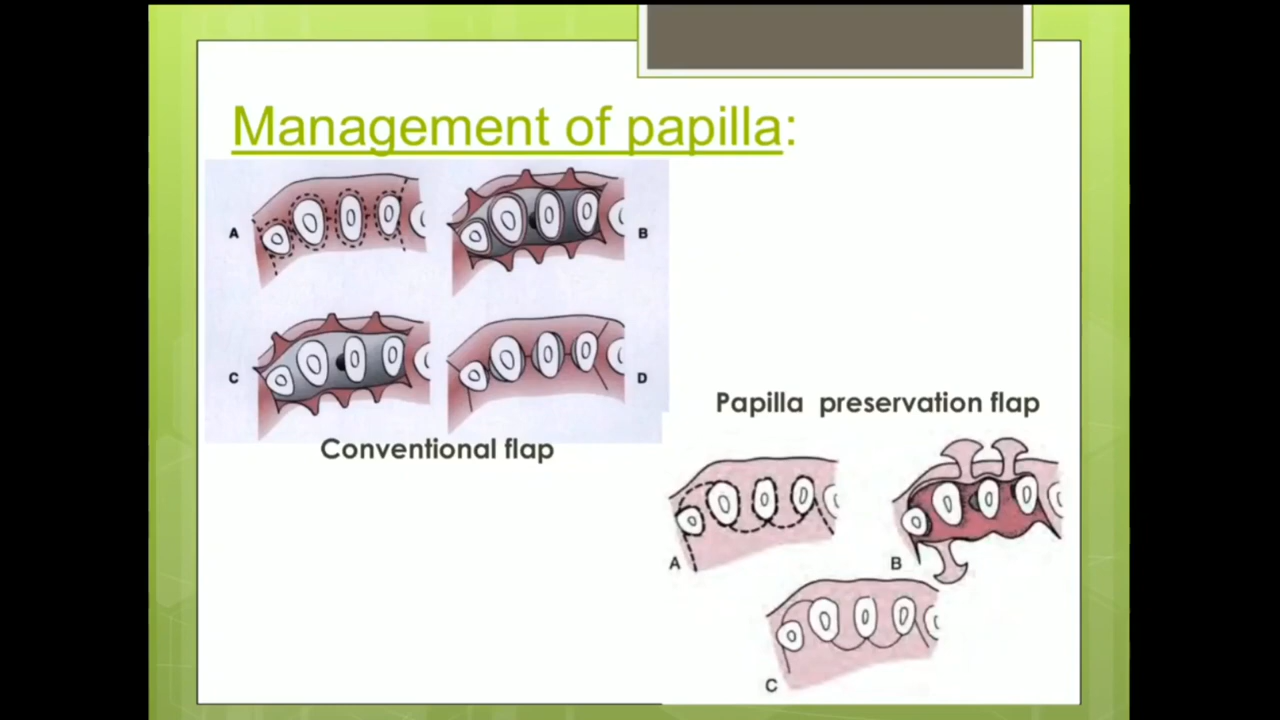 Management of papilla:
A
B
C
D
Conventional flap
Papilla preservation flap
A
B
C